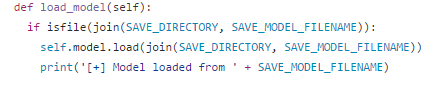 def load_model(self):
  if isfile(join(SAVE_DIRECTORY, SAVE_MODEL_FILENAME)):
    self.model.load(join(SAVE_DIRECTORY, SAVE_MODEL_FILENAME))
    print('[+] Model loaded from ' + SAVE_MODEL_FILENAME)